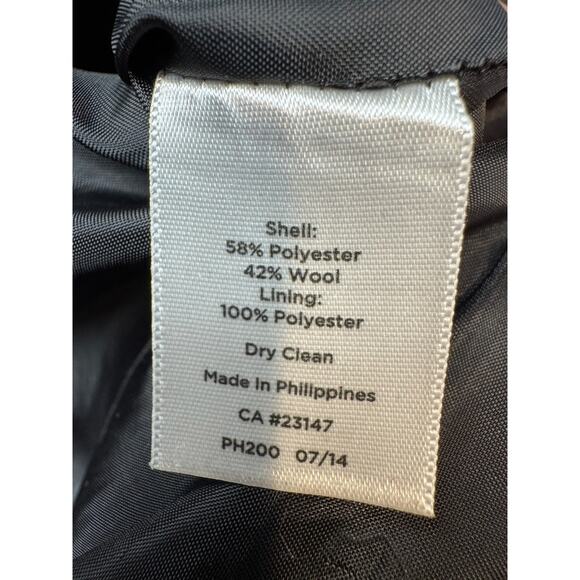 Shell:
58% Polyester
42% Wool
Lining:
100% Polyester
Dry Clean
Made In Philippines
CA #23147
PH200 07/14